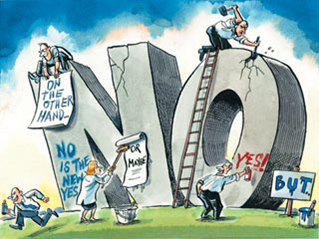 ON
THE
OTHER
HAND...
NO
NO
IS THE
NEW
YES
OR
MAYBE
YES!
BUT.